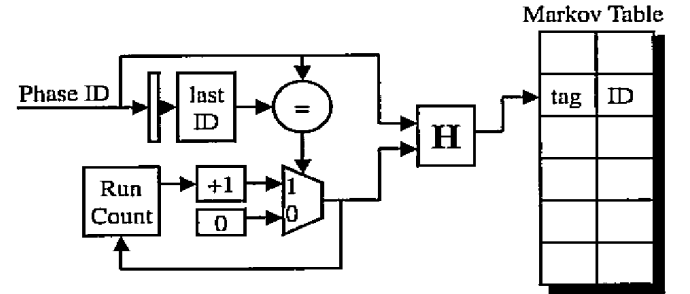 Markov Table
Phase ID
last
ID
=
tag
ID
H
Run
Count
+1
1
0
0